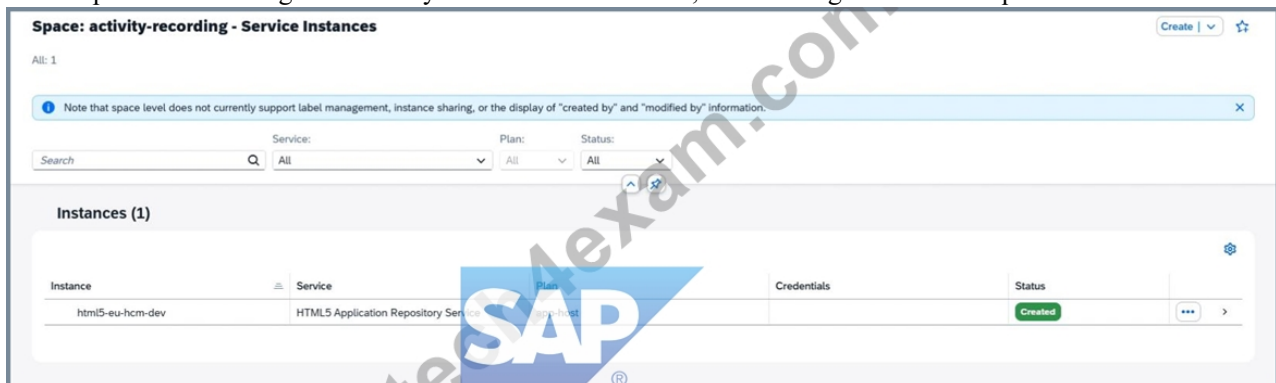 Space: activity-recording - Service Instances
Create
All: 1
Note that space level does not currently support label management, instance sharing, or the display of "created by" and "modified by" information.
Service: Plan: Status:
Search All All All
Instances (1)
Instance Service Plan Credentials Status
html5-eu-hcm-dev HTML5 Application Repository Service app-host Created
SAP
®